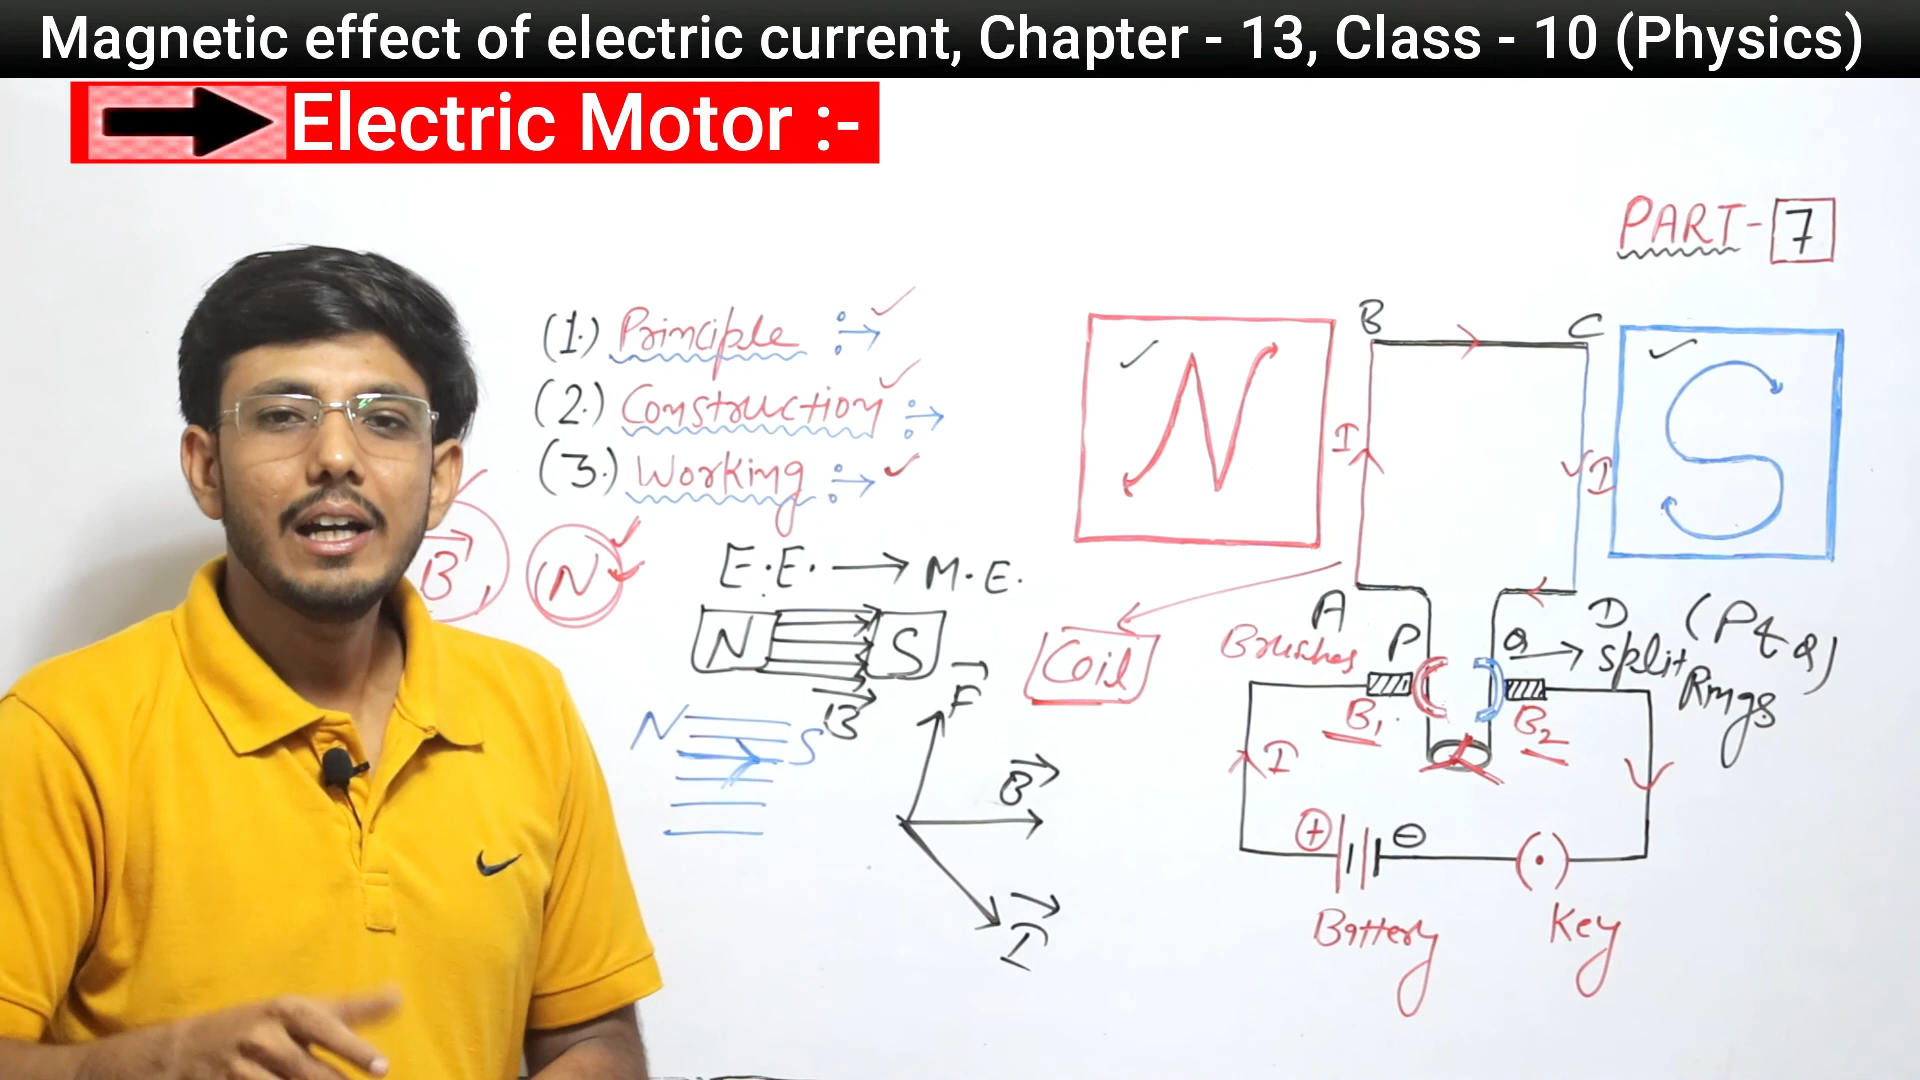 Magnetic effect of electric current, Chapter - 13, Class - 10 (Physics)
Electric Motor :-
PART- 7
(1.) Principle :→
(2.) Construction :→
(3.) Working :→
B N
E.E. → M.E.
N S
B
N S
F
B
I
N
S
B C
I I
A D
Coil
Brushes P Q → split Rings
(P & Q)
B₁ B₂
I
+ −
Battery Key